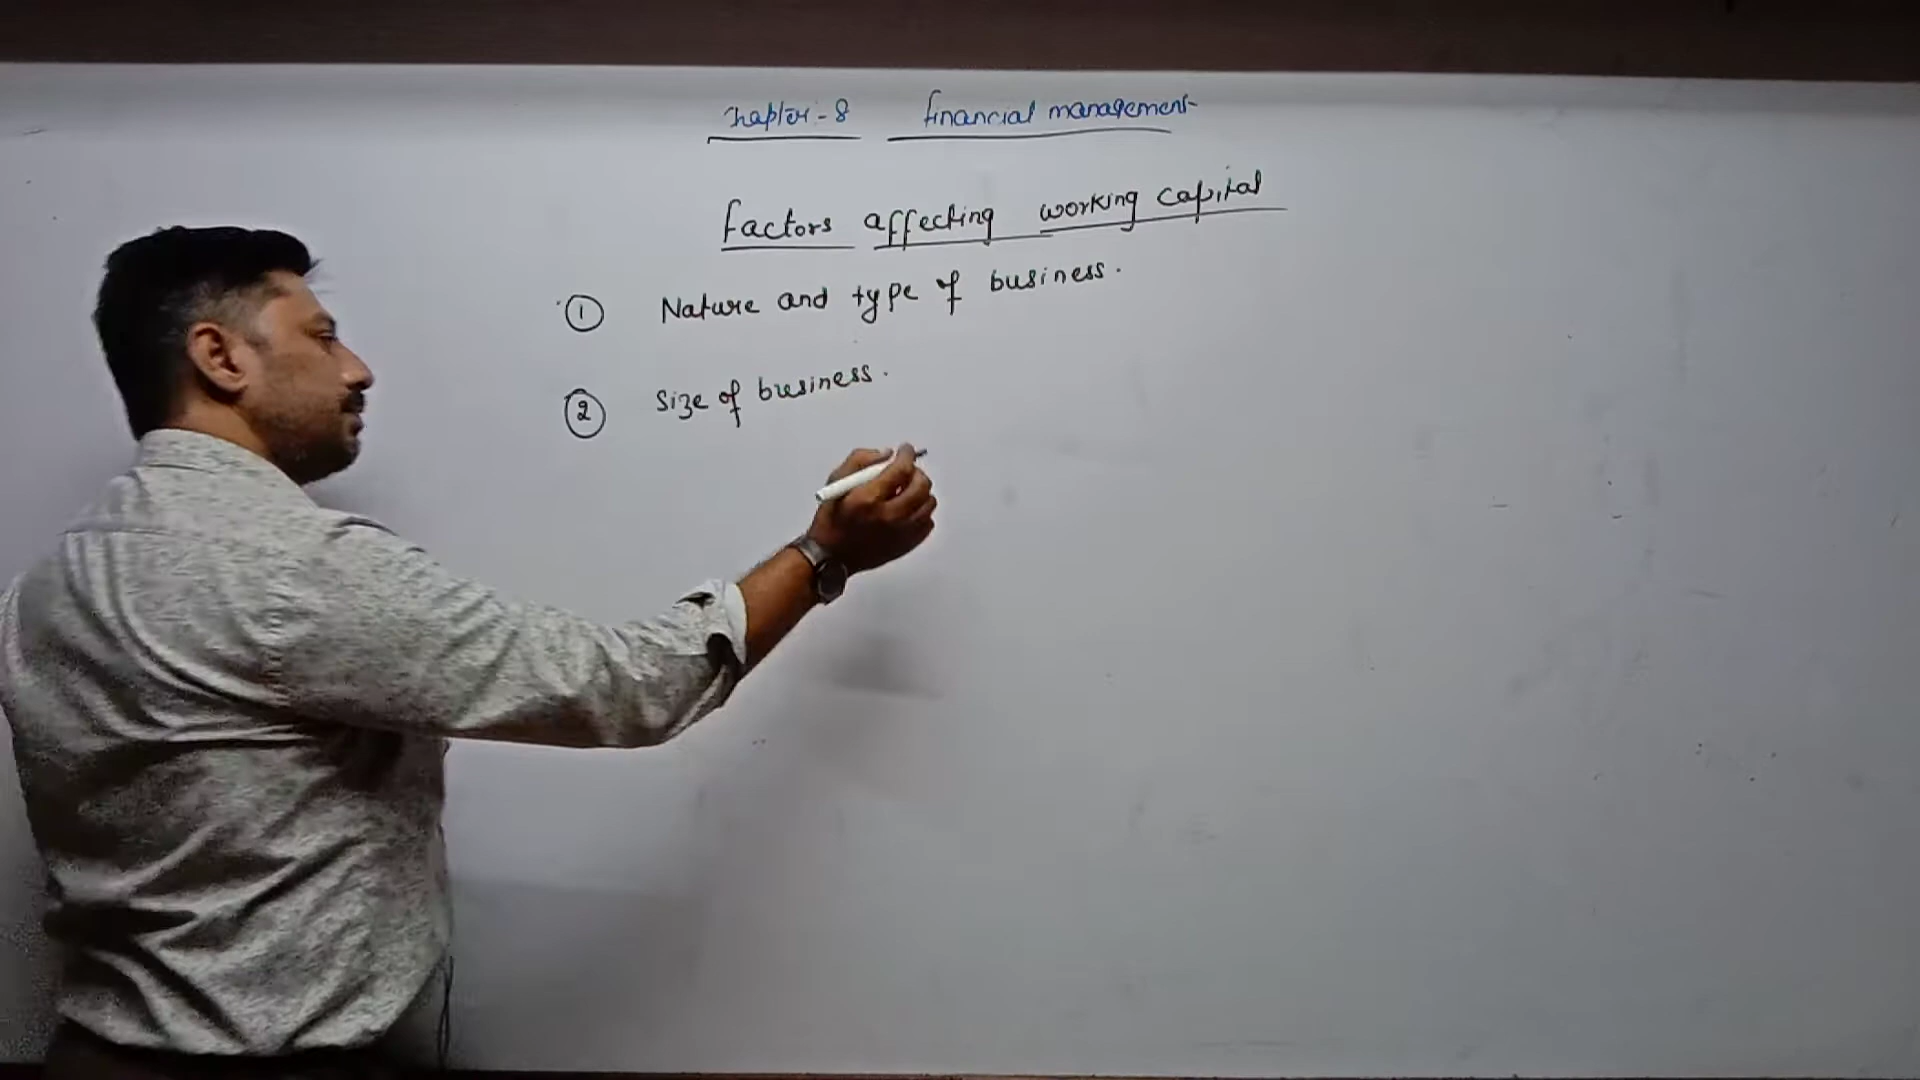 Chapter - 8 Financial management
Factors affecting working capital
① Nature and type of business.
② Size of business.